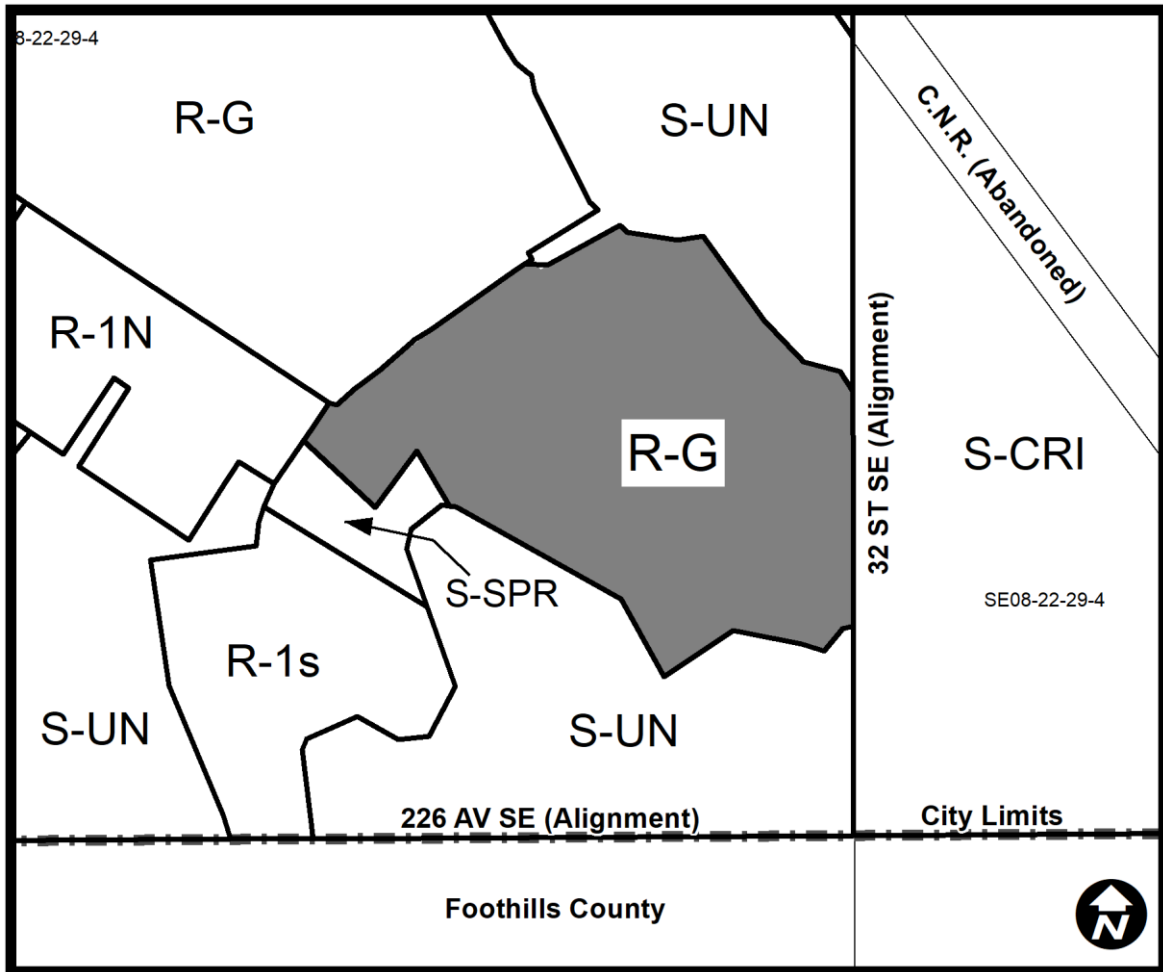 8-22-29-4
R-G
S-UN
C.N.R. (Abandoned)
R-1N
32 ST SE (Alignment)
R-G
S-CRI
S-SPR
SE08-22-29-4
R-1s
S-UN
S-UN
226 AV SE (Alignment)
City Limits
Foothills County
N